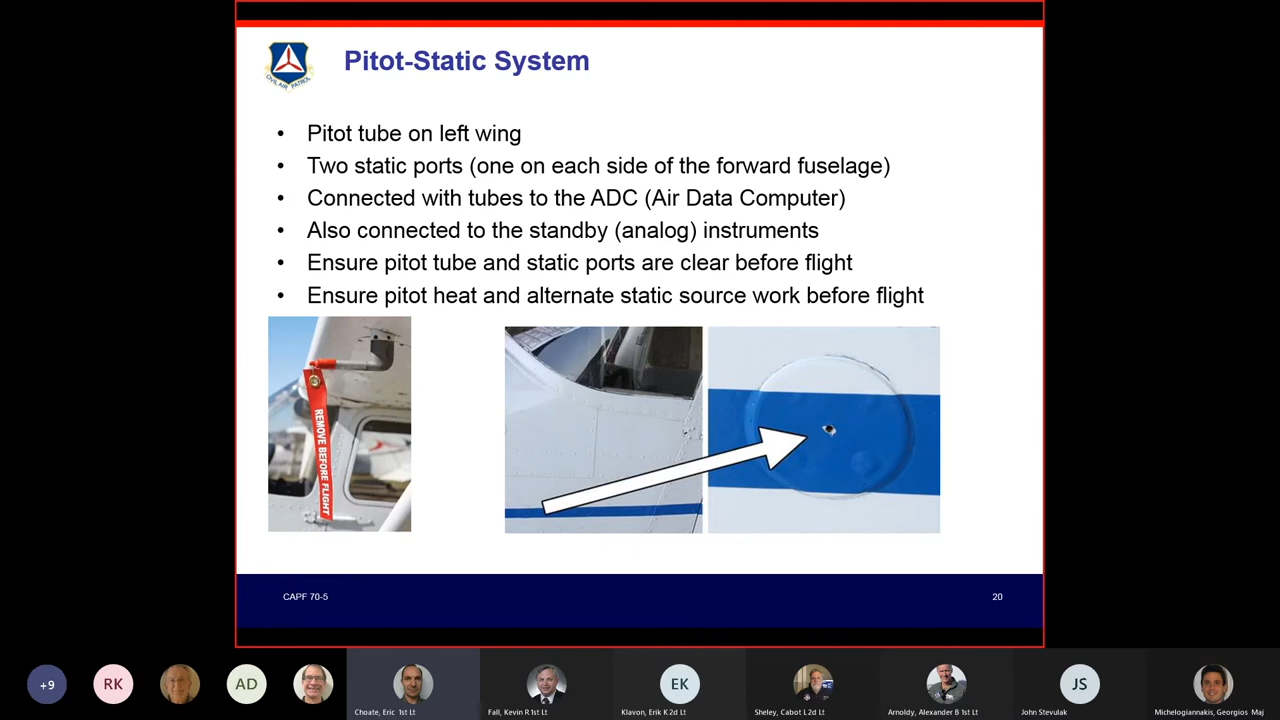 Pitot-Static System
CIVIL AIR PATROL
• Pitot tube on left wing
• Two static ports (one on each side of the forward fuselage)
• Connected with tubes to the ADC (Air Data Computer)
• Also connected to the standby (analog) instruments
• Ensure pitot tube and static ports are clear before flight
• Ensure pitot heat and alternate static source work before flight
REMOVE BEFORE FLIGHT
CAPF 70-5
20
+9
RK
AD
EK
JS
Choate, Eric 1st Lt
Fall, Kevin R 1st Lt
Klavon, Erik K 2d Lt
Sheley, Cabot L 2d Lt
Arnoldy, Alexander B 1st Lt
John Stevulak
Michelogiannakis, Georgios Maj